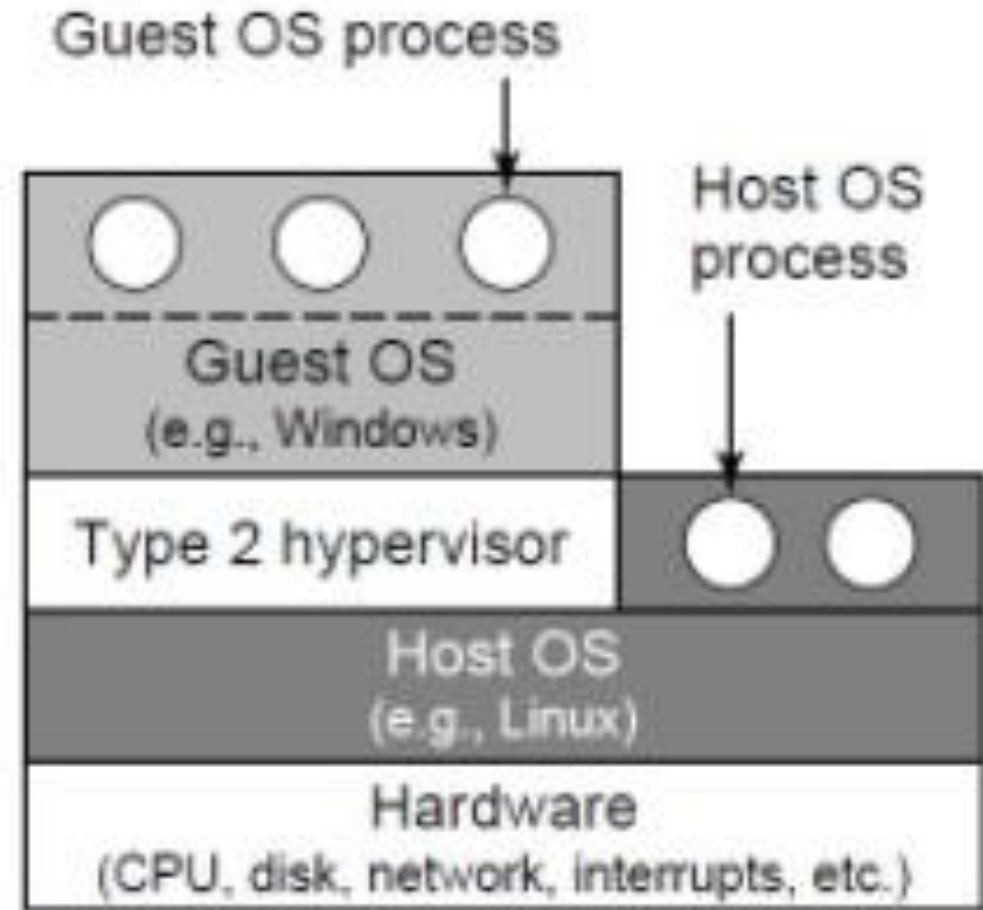 Guest OS process
Host OS
process
Guest OS
(e.g., Windows)
Type 2 hypervisor
Host OS
(e.g., Linux)
Hardware
(CPU, disk, network, interrupts, etc.)